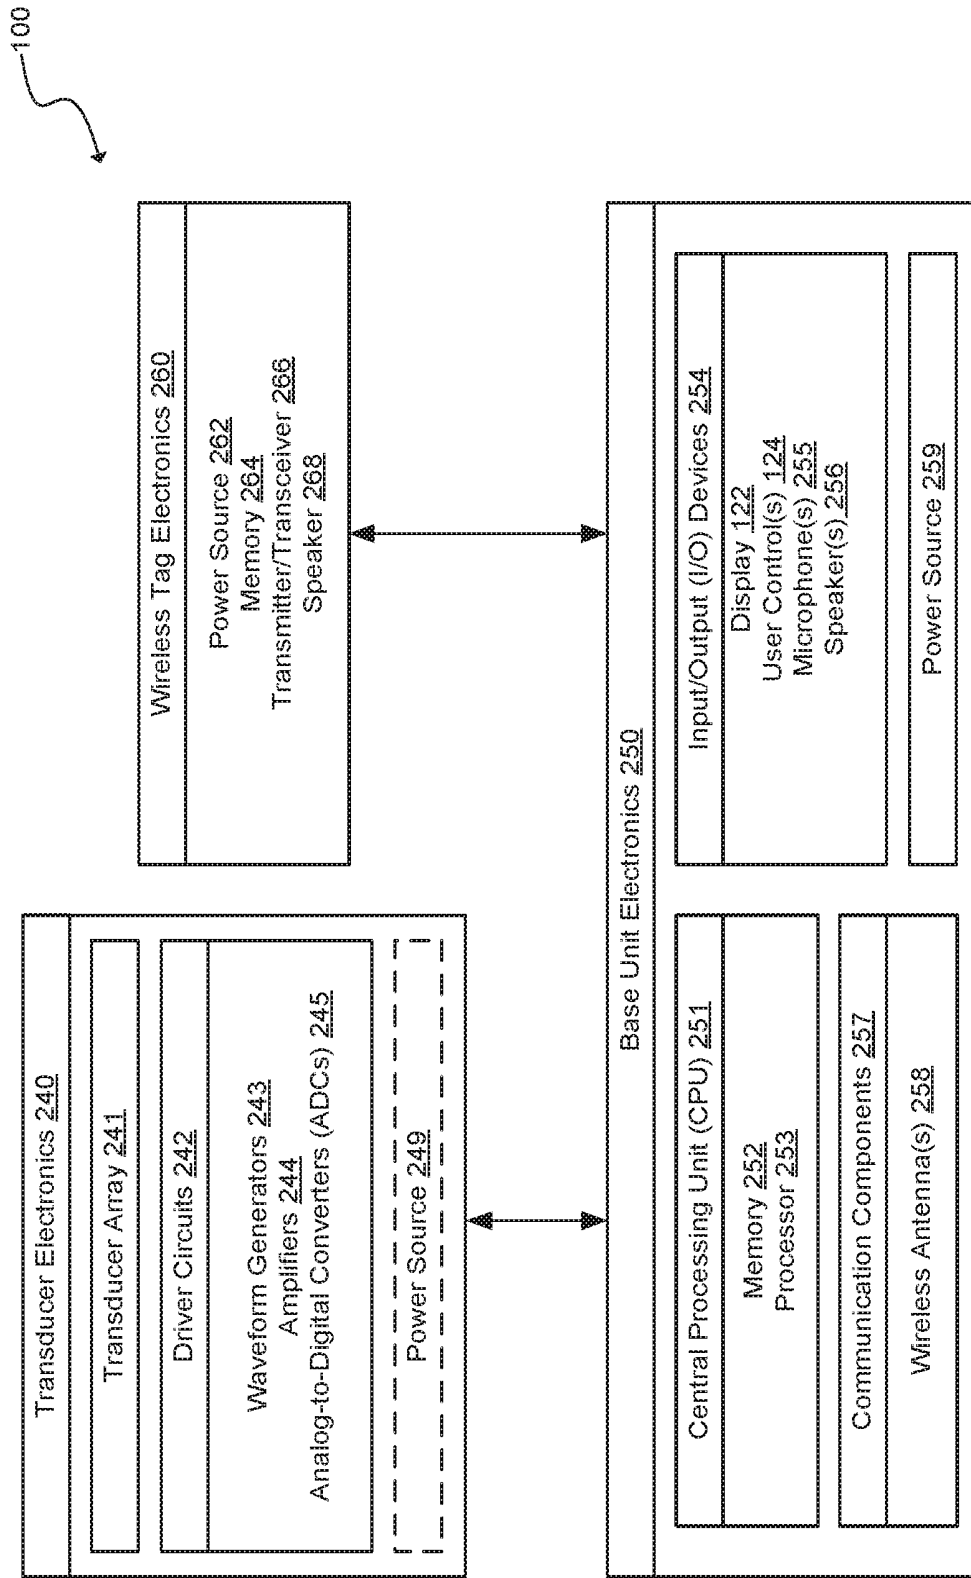 100
Transducer Electronics 240
Transducer Array 241
Driver Circuits 242
Waveform Generators 243
Amplifiers 244
Analog-to-Digital Converters (ADCs) 245
Power Source 249
Wireless Tag Electronics 260
Power Source 262
Memory 264
Transmitter/Transceiver 266
Speaker 268
Base Unit Electronics 250
Central Processing Unit (CPU) 251
Memory 252
Processor 253
Communication Components 257
Wireless Antenna(s) 258
Input/Output (I/O) Devices 254
Display 122
User Control(s) 124
Microphone(s) 255
Speaker(s) 256
Power Source 259